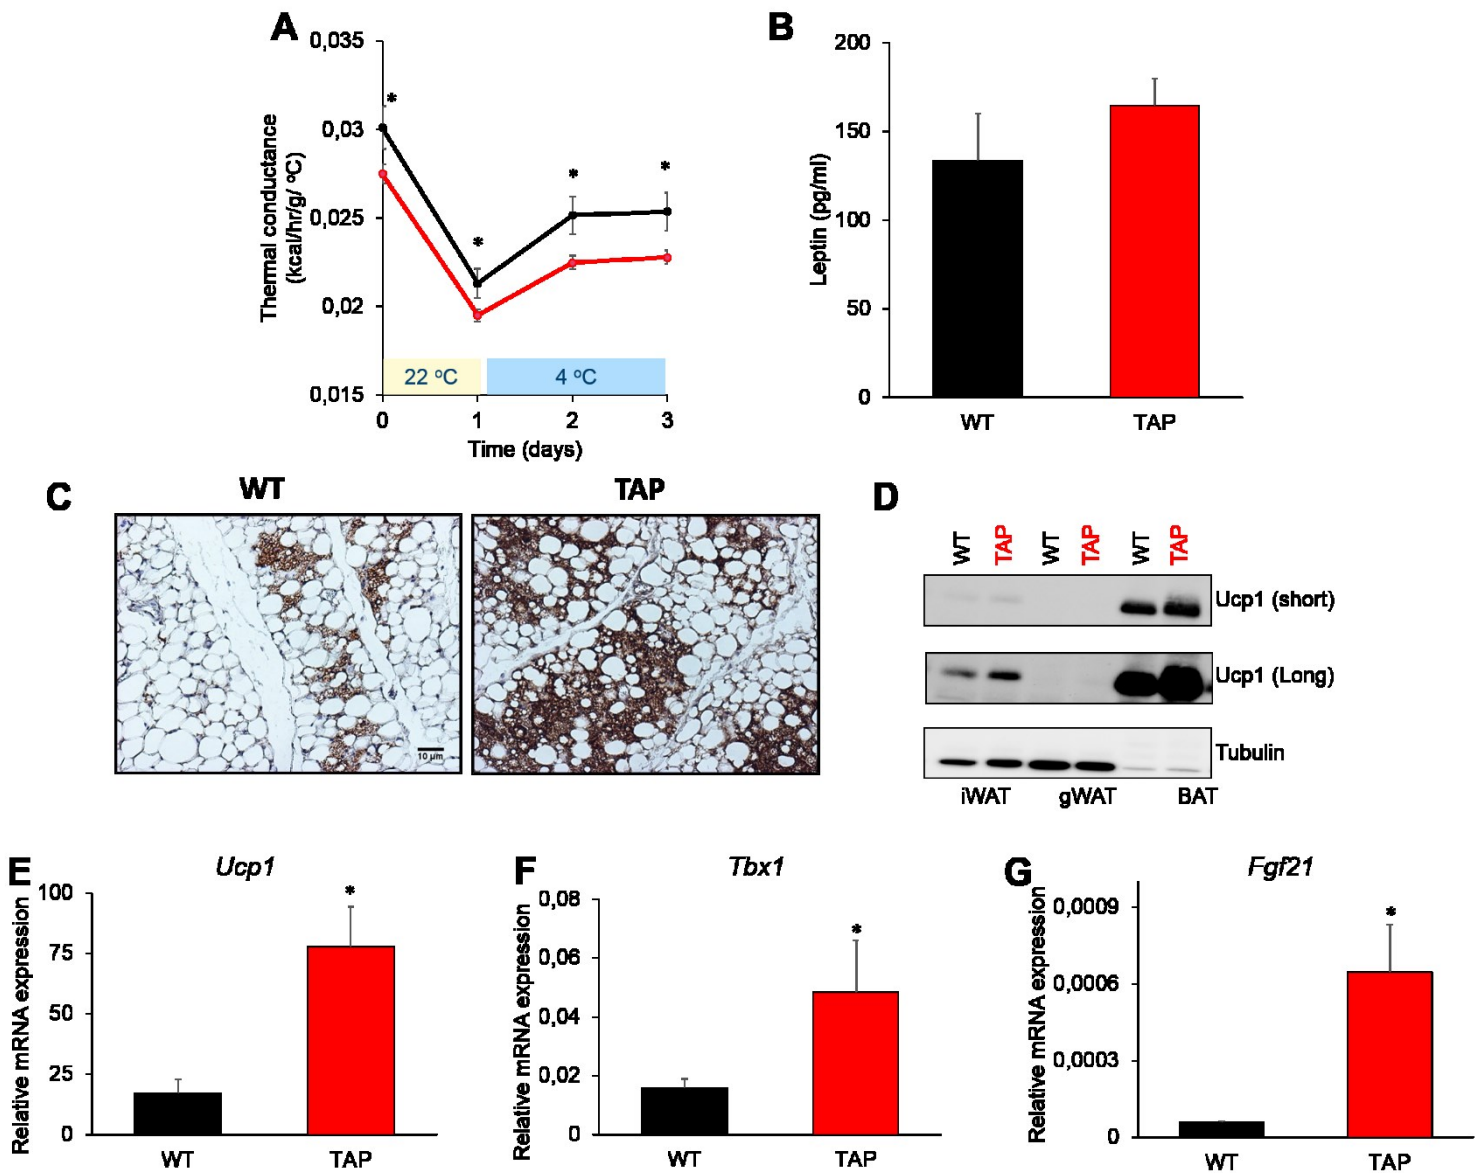 A
0,035
0,03
0,025
0,02
0,015
Thermal conductance
(kcal/hr/g/ ºC)
*
*
*
*
22 ºC
4 ºC
0
1
2
3
Time (days)
B
200
150
100
50
0
Leptin (pg/ml)
WT
TAP
C
WT
TAP
10 µm
D
WT
TAP
WT
TAP
WT
TAP
Ucp1 (short)
Ucp1 (Long)
Tubulin
iWAT
gWAT
BAT
E
Ucp1
100
75
50
25
0
Relative mRNA expression
*
WT
TAP
F
Tbx1
0,08
0,06
0,04
0,02
0
Relative mRNA expression
*
WT
TAP
G
Fgf21
0,0009
0,0006
0,0003
0
Relative mRNA expression
*
WT
TAP